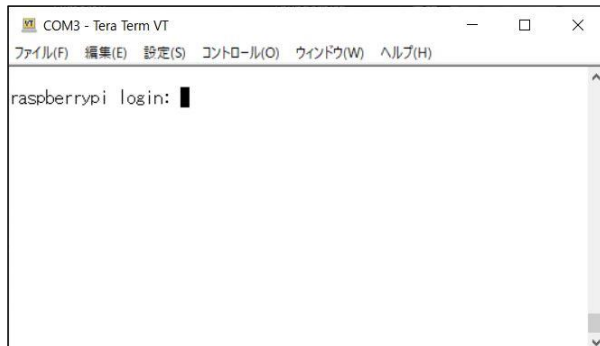 COM3 - Tera Term VT
ファイル(F) 編集(E) 設定(S) コントロール(O) ウィンドウ(W) ヘルプ(H)
raspberrypi login: